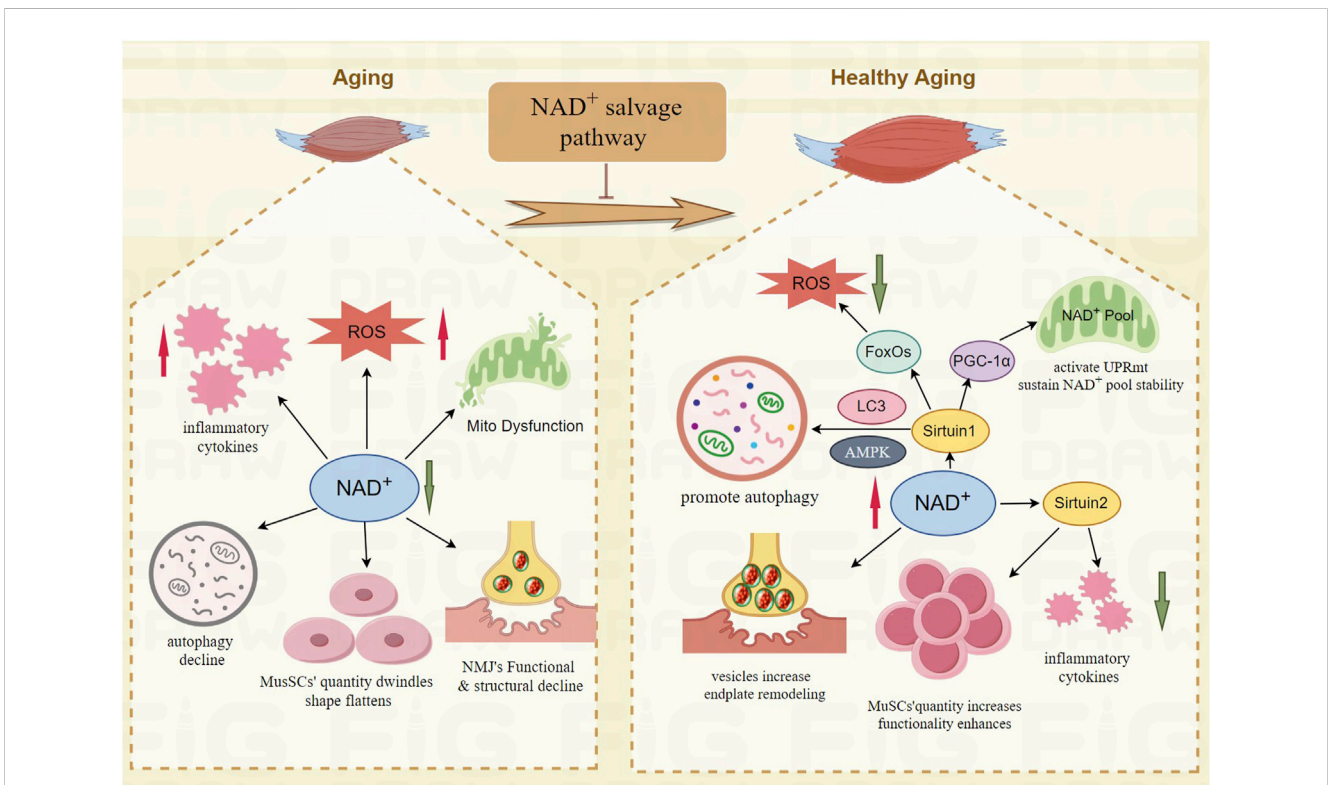 Aging
Healthy Aging
NAD+ salvage
pathway
ROS
inflammatory
cytokines
Mito Dysfunction
NAD+
autophagy
decline
MusSCs' quantity dwindles
shape flattens
NMJ's Functional
& structural decline
ROS
NAD+ Pool
FoxOs
PGC-1α
activate UPRmt
sustain NAD+ pool stability
LC3
Sirtuin1
AMPK
promote autophagy
NAD+
Sirtuin2
vesicles increase
endplate remodeling
MuSCs'quantity increases
functionality enhances
inflammatory
cytokines
FIG
DRAW